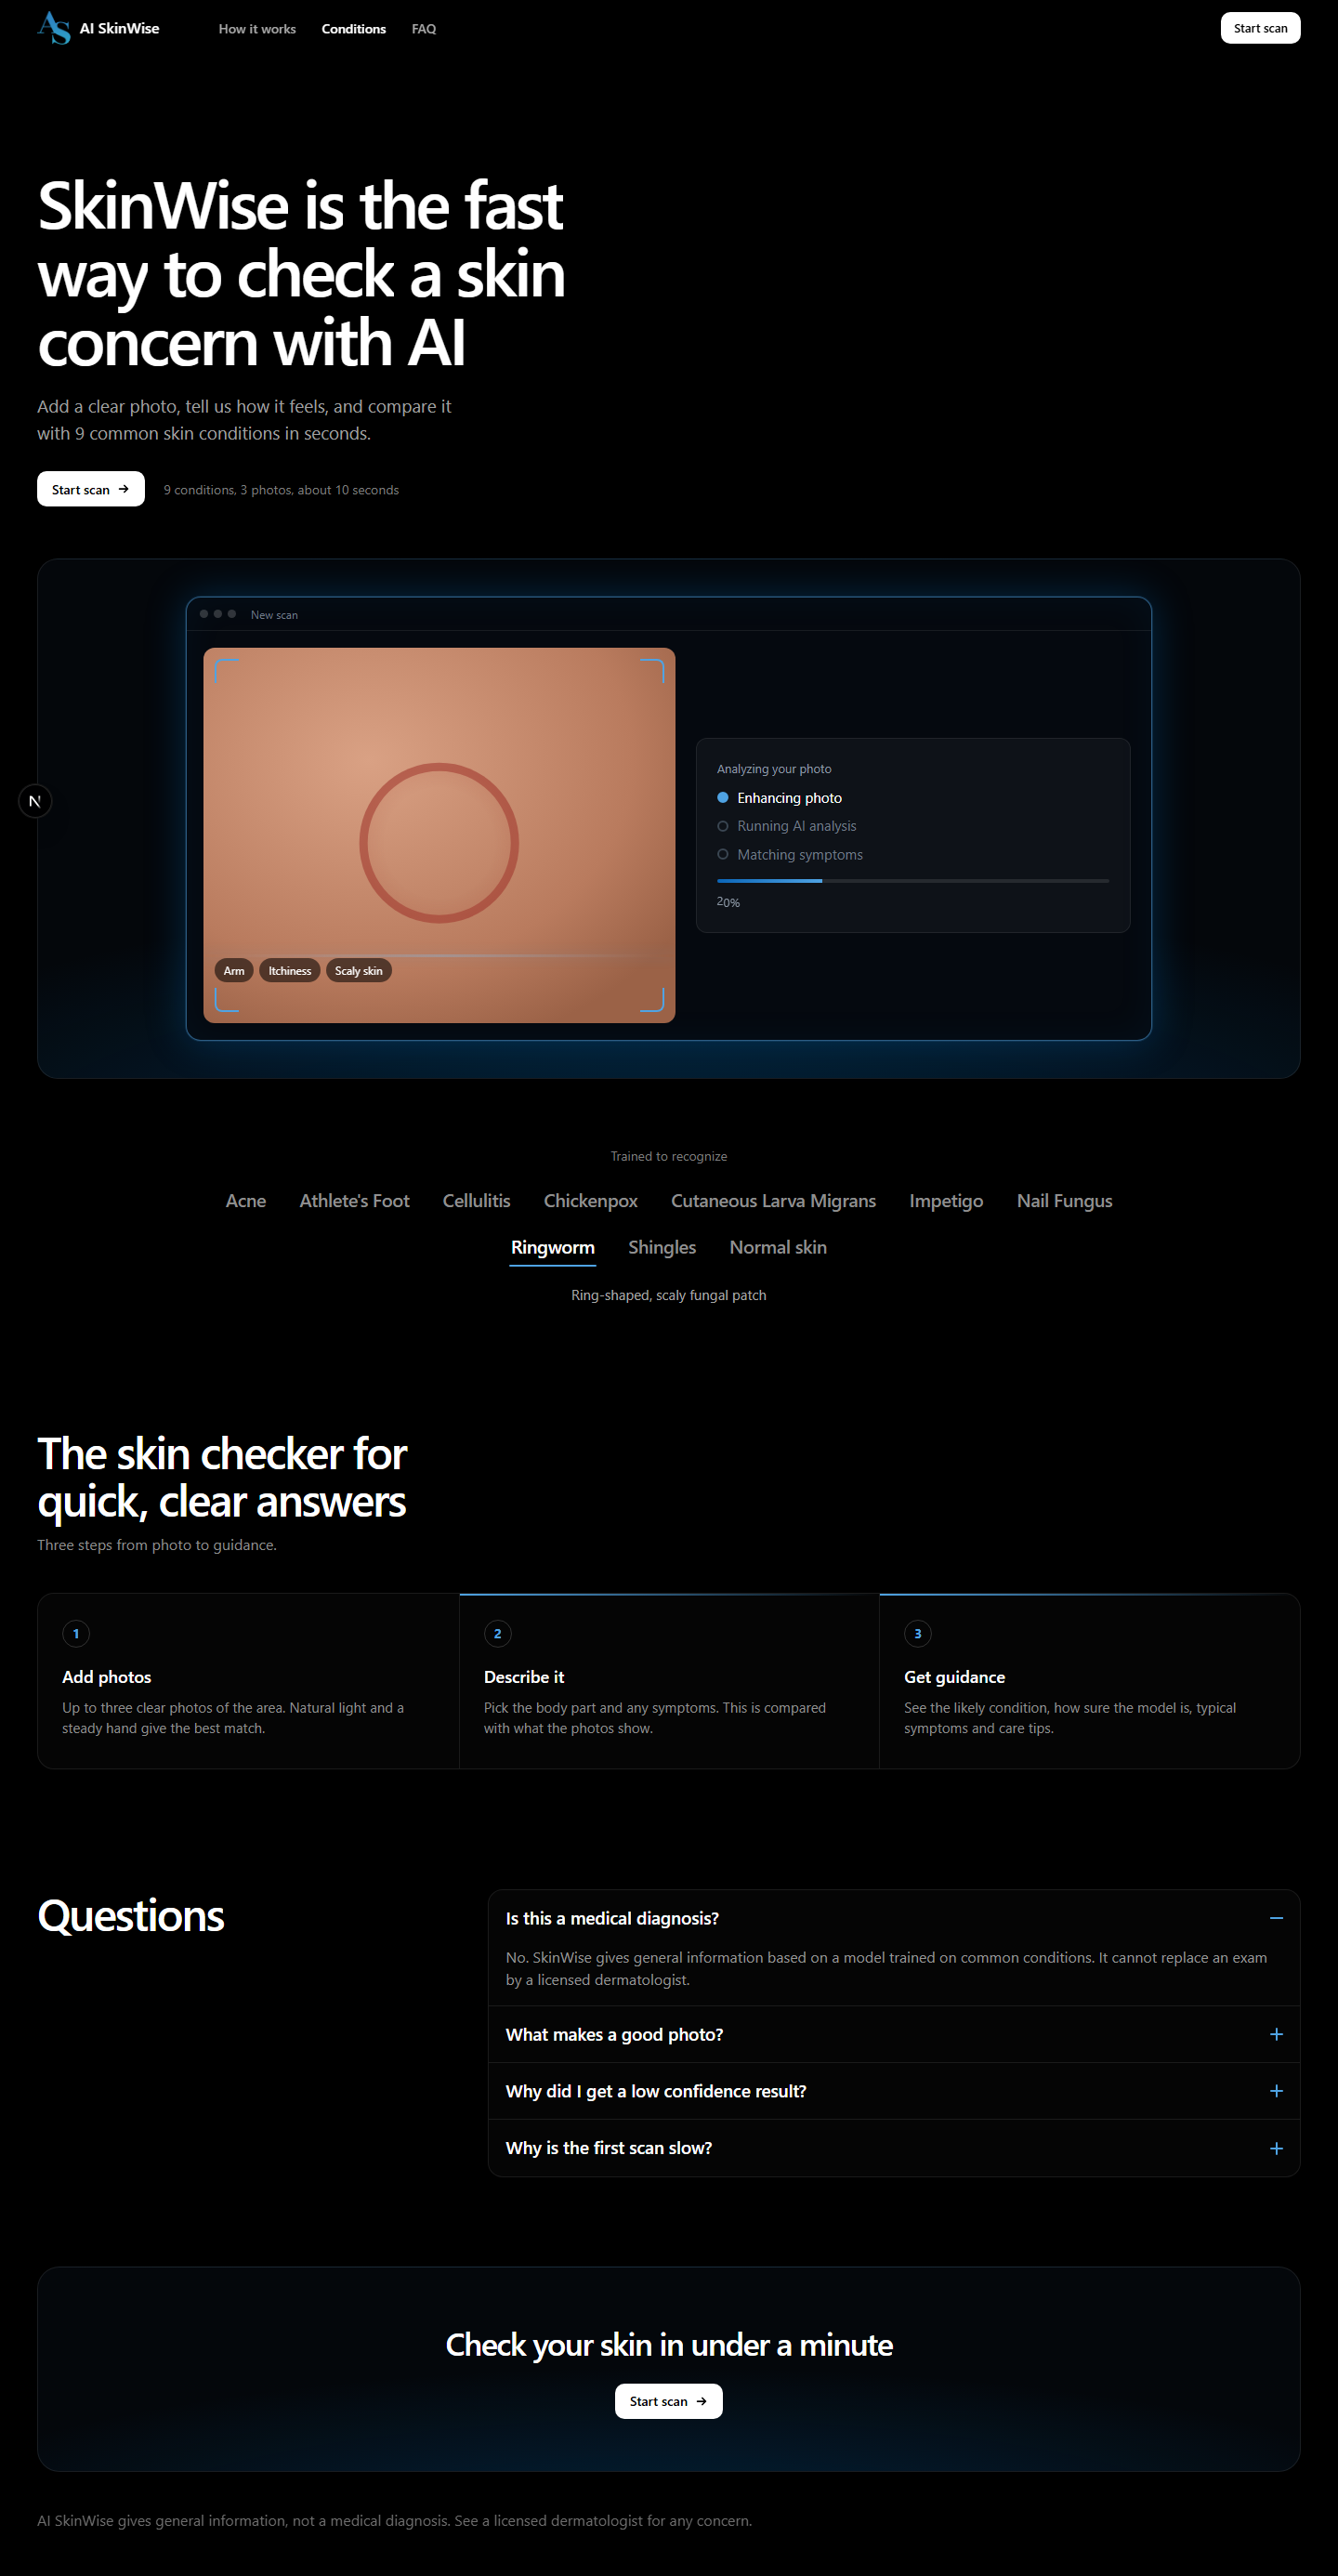 AS AI SkinWise How it works Conditions FAQ Start scan
SkinWise is the fast
way to check a skin
concern with AI
Add a clear photo, tell us how it feels, and compare it
with 9 common skin conditions in seconds.
Start scan → 9 conditions, 3 photos, about 10 seconds
New scan
Analyzing your photo
Enhancing photo
N
Running AI analysis
Matching symptoms
20%
Arm Itchiness Scaly skin
Trained to recognize
Acne Athlete's Foot Cellulitis Chickenpox Cutaneous Larva Migrans Impetigo Nail Fungus
Ringworm Shingles Normal skin
Ring-shaped, scaly fungal patch
The skin checker for
quick, clear answers
Three steps from photo to guidance.
1
Add photos
Up to three clear photos of the area. Natural light and a
steady hand give the best match.
2
Describe it
Pick the body part and any symptoms. This is compared
with what the photos show.
3
Get guidance
See the likely condition, how sure the model is, typical
symptoms and care tips.
Questions
Is this a medical diagnosis?
No. SkinWise gives general information based on a model trained on common conditions. It cannot replace an exam
by a licensed dermatologist.
What makes a good photo?
Why did I get a low confidence result?
Why is the first scan slow?
Check your skin in under a minute
Start scan →
AI SkinWise gives general information, not a medical diagnosis. See a licensed dermatologist for any concern.